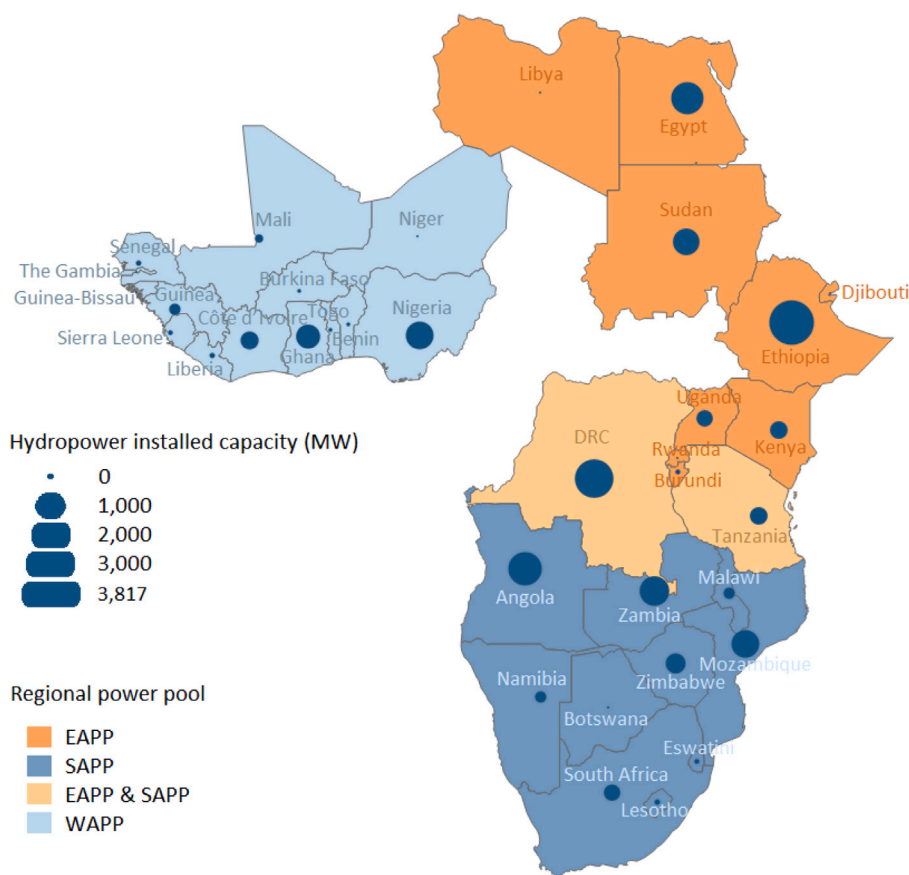 Libya
Egypt
Sudan
Mali
Niger
Senegal
The Gambia
Burkina Faso
Guinea-Bissau
Guinea
Djibouti
Togo
Nigeria
Côte d'Ivoire
Sierra Leone
Benin
Ghana
Ethiopia
Liberia
Uganda
Hydropower installed capacity (MW)
DRC
Kenya
Rwanda
0
Burundi
1,000
2,000
Tanzania
3,000
Malawi
3,817
Angola
Zambia
Mozambique
Namibia
Zimbabwe
Regional power pool
Botswana
EAPP
Eswatini
SAPP
South Africa
EAPP & SAPP
Lesotho
WAPP